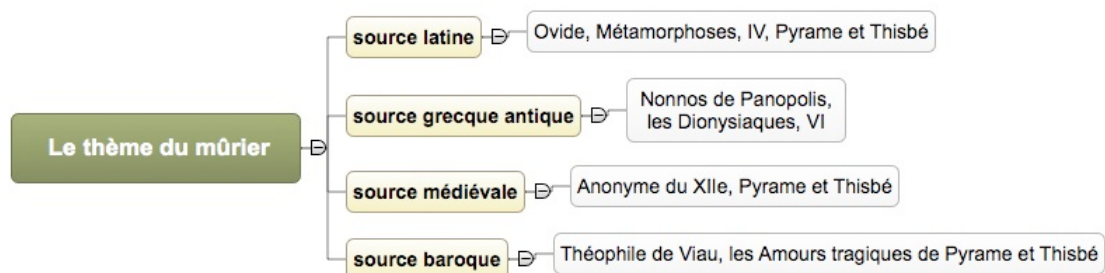 Le thème du mûrier
source latine
Ovide, Métamorphoses, IV, Pyrame et Thisbé
source grecque antique
Nonnos de Panopolis,
les Dionysiaques, VI
source médiévale
Anonyme du XIIe, Pyrame et Thisbé
source baroque
Théophile de Viau, les Amours tragiques de Pyrame et Thisbé